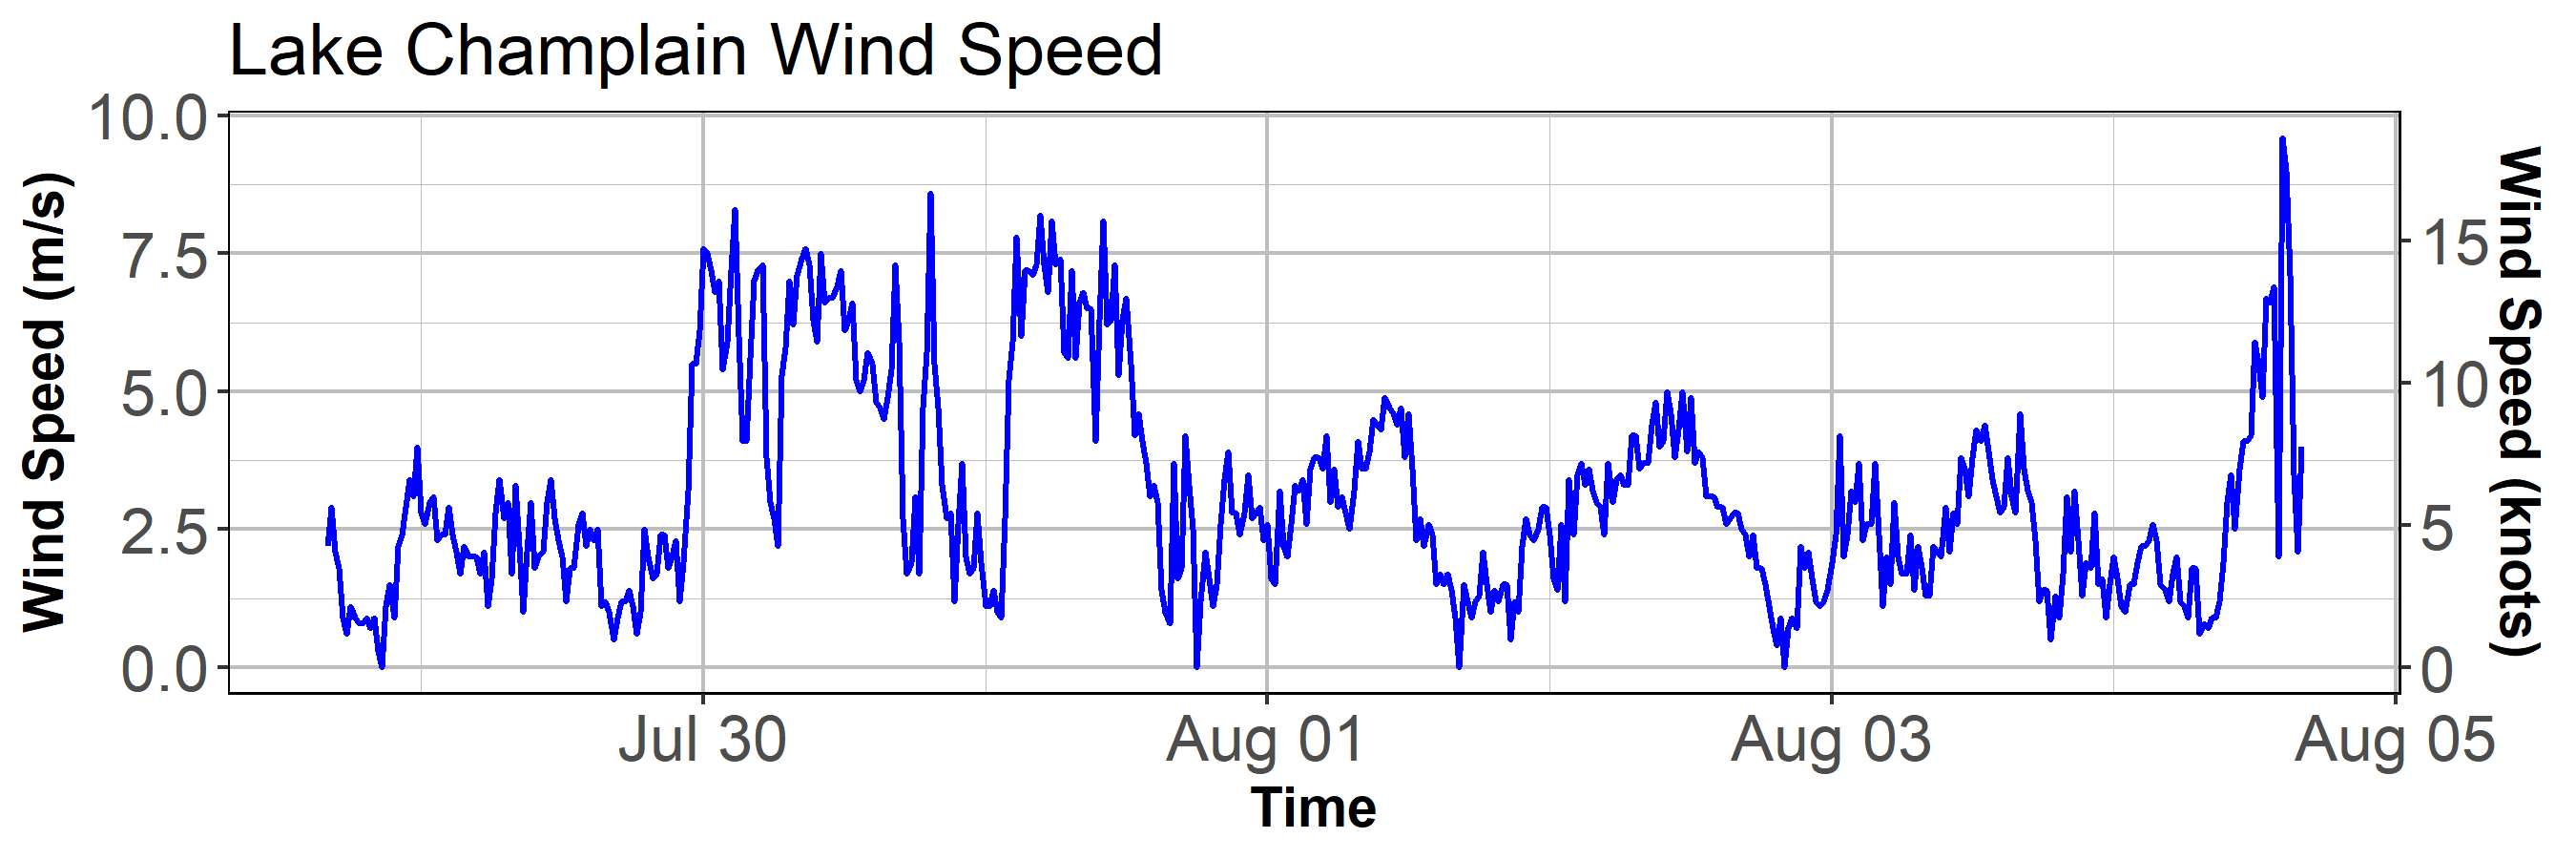 Lake Champlain Wind Speed
10.0
7.5
5.0
2.5
0.0
Wind Speed (m/s)
15
10
5
0
Wind Speed (knots)
Jul 30
Aug 01
Aug 03
Aug 05
Time